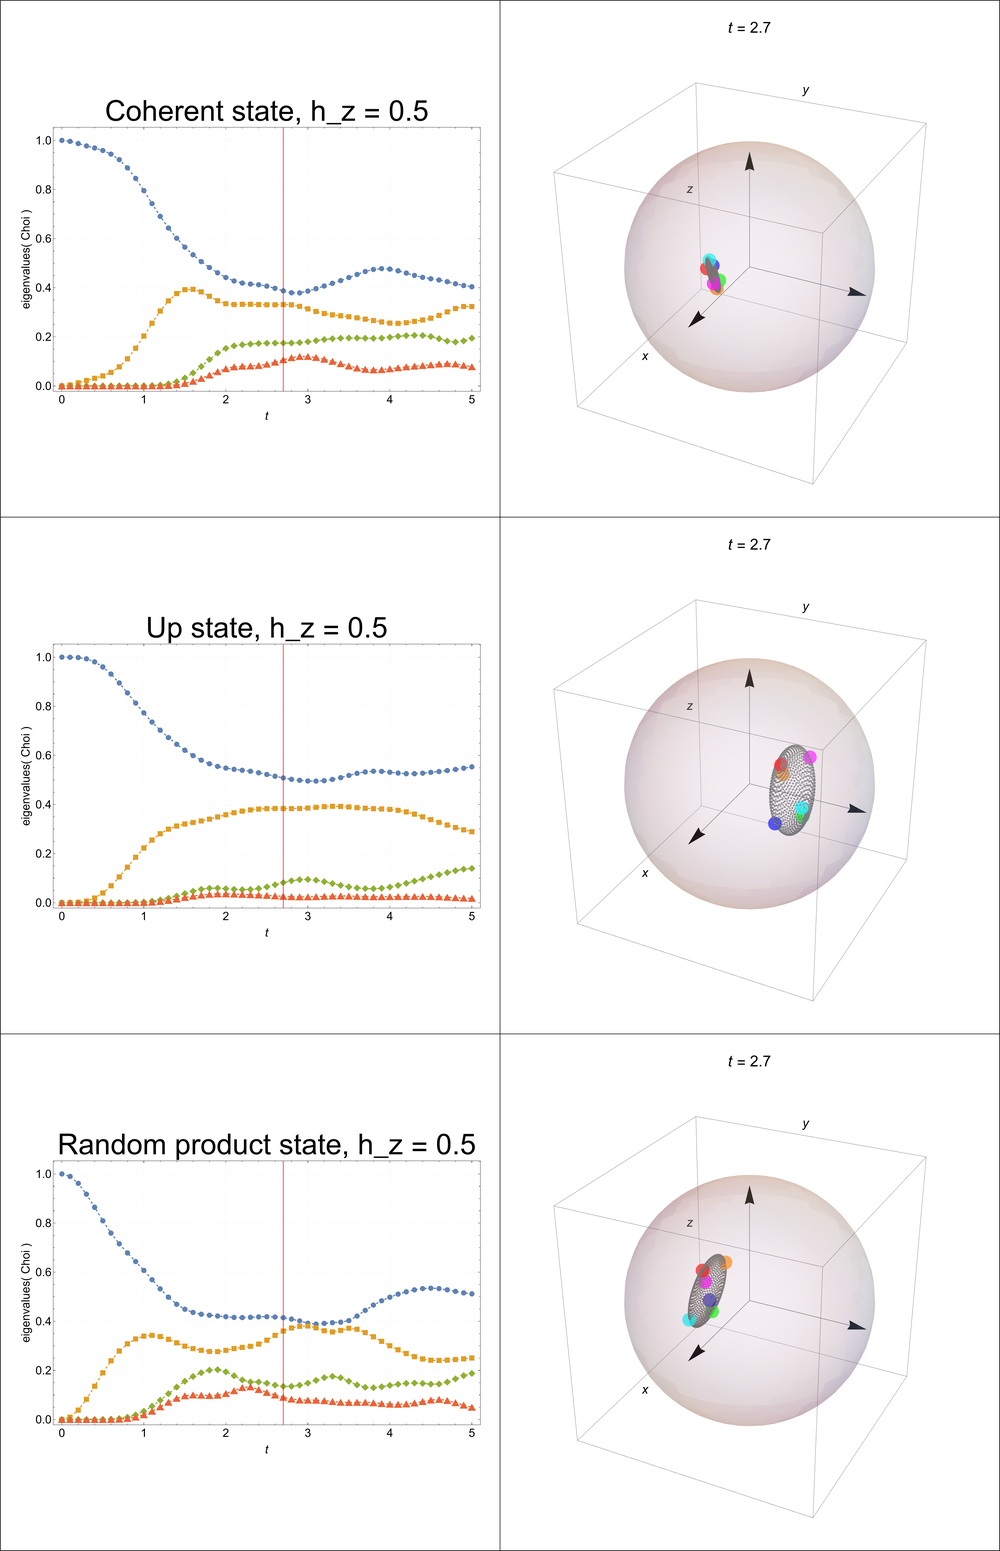 t = 2.7
Coherent state, h_z = 0.5
eigenvalues( Choi )
1.0
0.8
0.6
0.4
0.2
0.0
0 1 2 3 4 5
t
y
z
x
t = 2.7
Up state, h_z = 0.5
eigenvalues( Choi )
1.0
0.8
0.6
0.4
0.2
0.0
0 1 2 3 4 5
t
y
z
x
t = 2.7
Random product state, h_z = 0.5
eigenvalues( Choi )
1.0
0.8
0.6
0.4
0.2
0.0
0 1 2 3 4 5
t
y
z
x